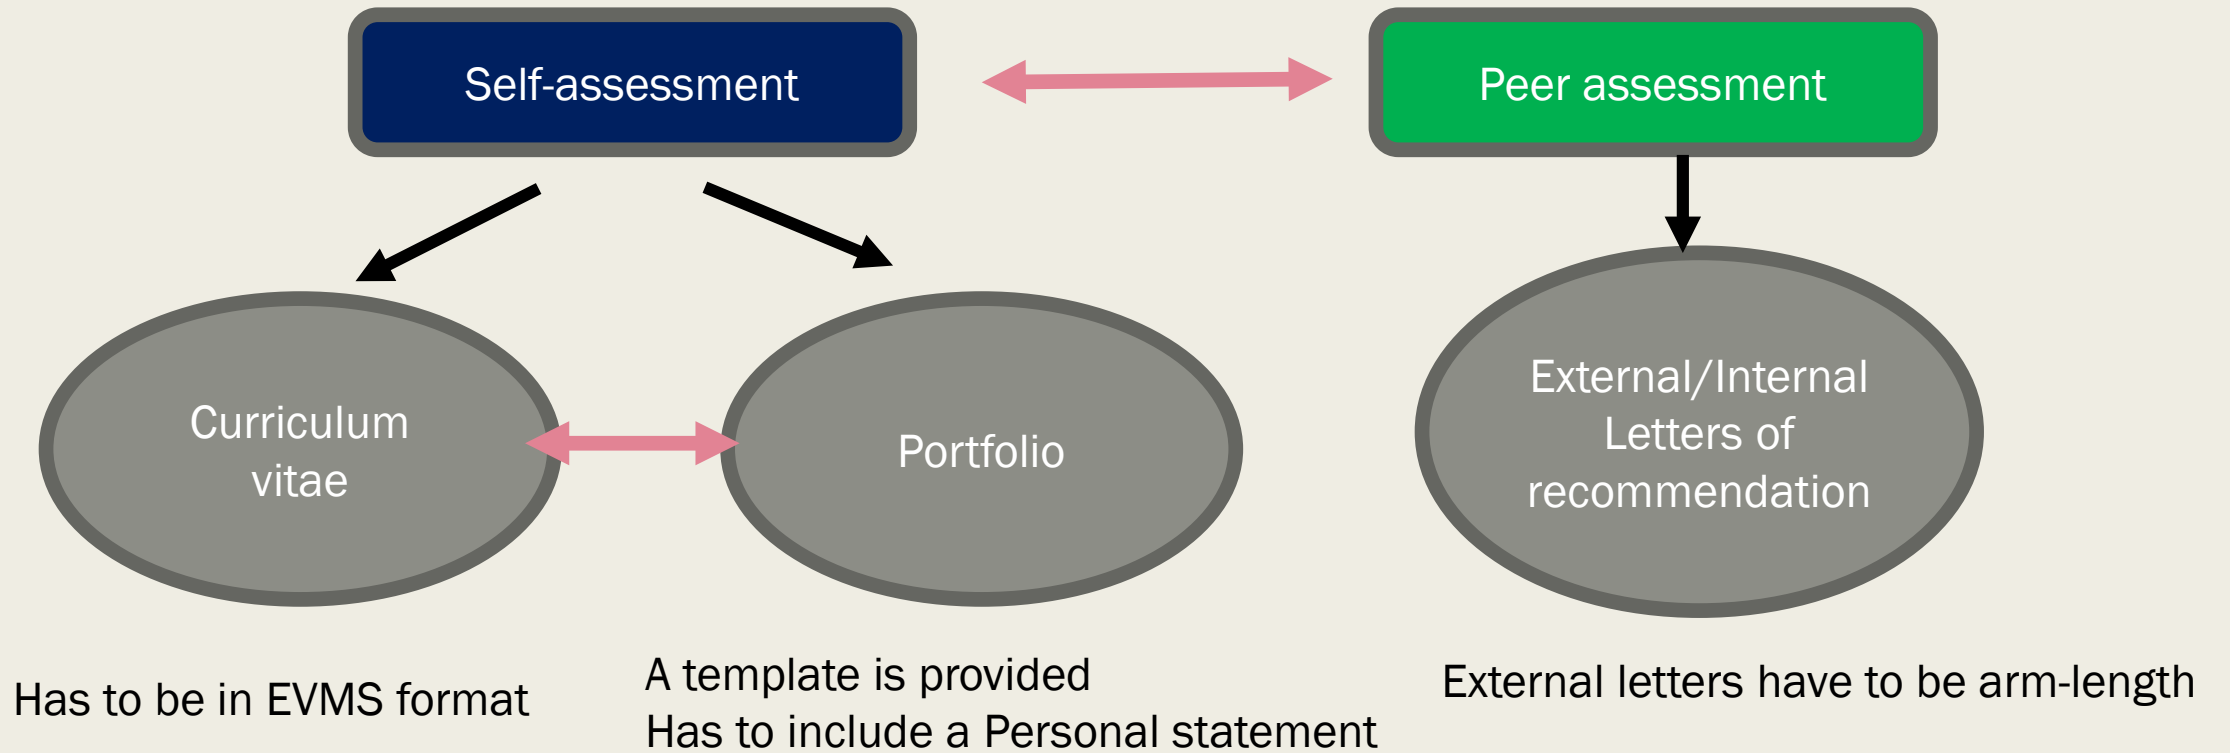 Self-assessment
Peer assessment
Curriculum
vitae
Portfolio
External/Internal
Letters of
recommendation
Has to be in EVMS format
A template is provided
Has to include a Personal statement
External letters have to be arm-length